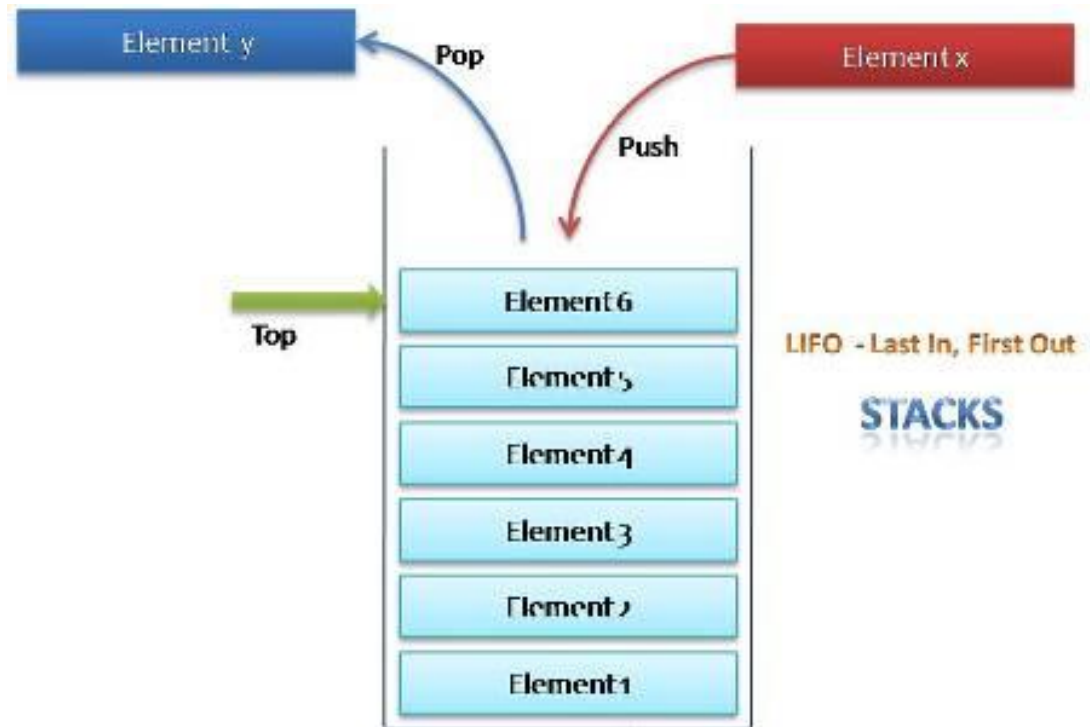 Element y
Pop
Element x
Push
Element 6
Top
Element 5
LIFO - Last In, First Out
STACKS
Element 4
Element 3
Element 2
Element 1